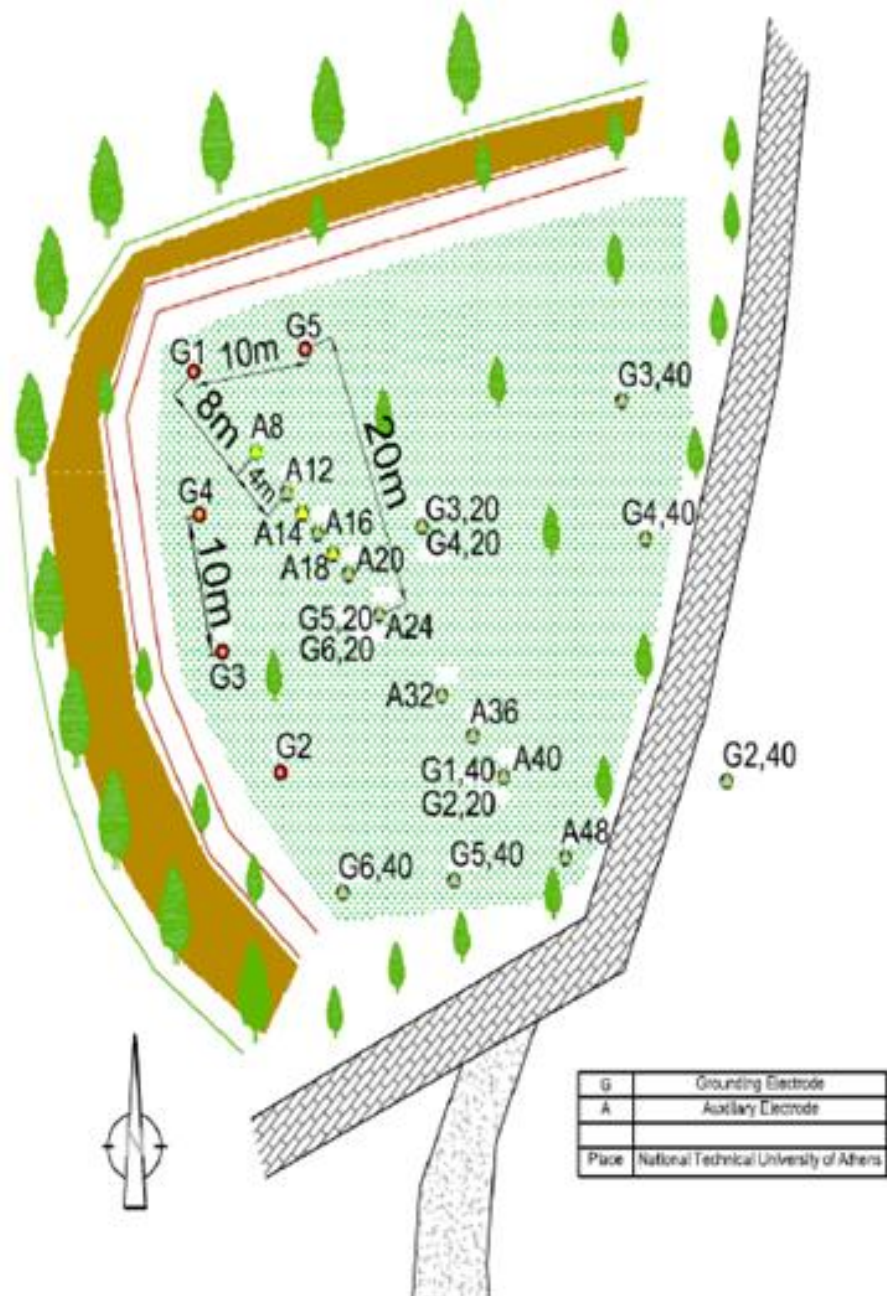 G5
G1
10m
G3,40
8m
A8
20m
4m
A12
G4
G3,20
G4,40
A14
A16
G4,20
A18
A20
10m
G5,20
A24
G6,20
G3
A32
A36
G2
G1,40
A40
G2,40
G2,20
A48
G6,40
G5,40
G Grounding Electrode
A Auxiliary Electrode
Place National Technical University of Athens